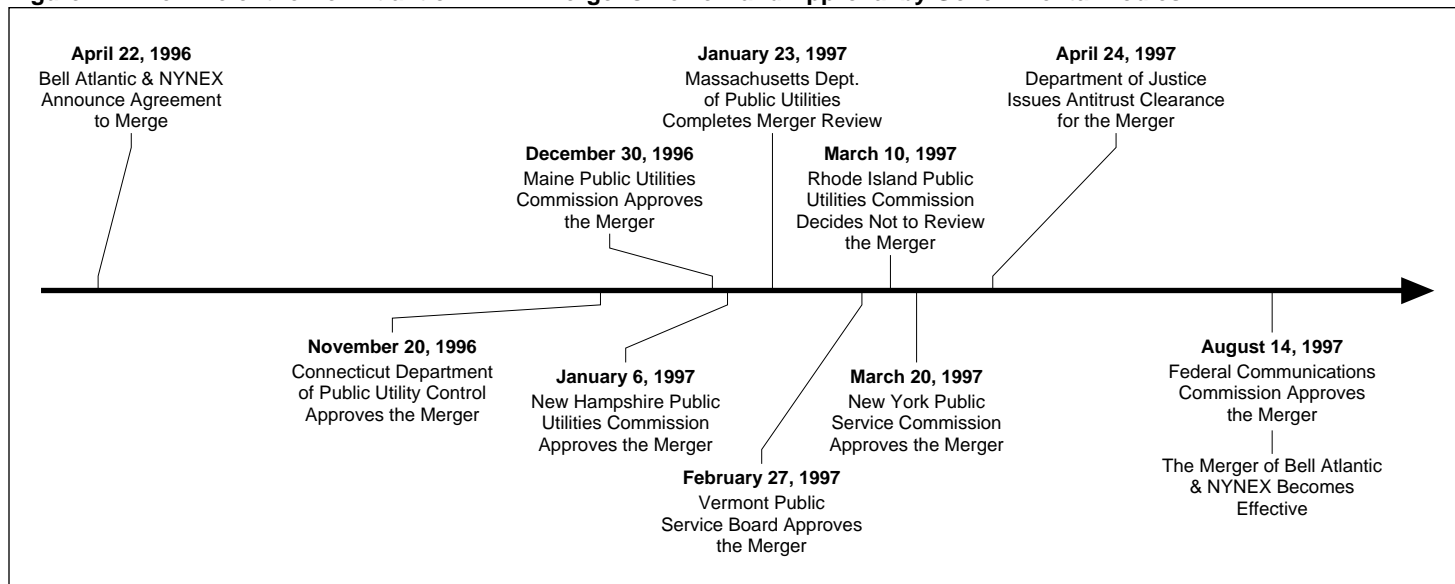 April 22, 1996
Bell Atlantic & NYNEX
Announce Agreement
to Merge
January 23, 1997
Massachusetts Dept.
of Public Utilities
Completes Merger Review
April 24, 1997
Department of Justice
Issues Antitrust Clearance
for the Merger
December 30, 1996
Maine Public Utilities
Commission Approves
the Merger
March 10, 1997
Rhode Island Public
Utilities Commission
Decides Not to Review
the Merger
November 20, 1996
Connecticut Department
of Public Utility Control
Approves the Merger
January 6, 1997
New Hampshire Public
Utilities Commission
Approves the Merger
February 27, 1997
Vermont Public
Service Board Approves
the Merger
March 20, 1997
New York Public
Service Commission
Approves the Merger
August 14, 1997
Federal Communications
Commission Approves
the Merger
The Merger of Bell Atlantic
& NYNEX Becomes
Effective